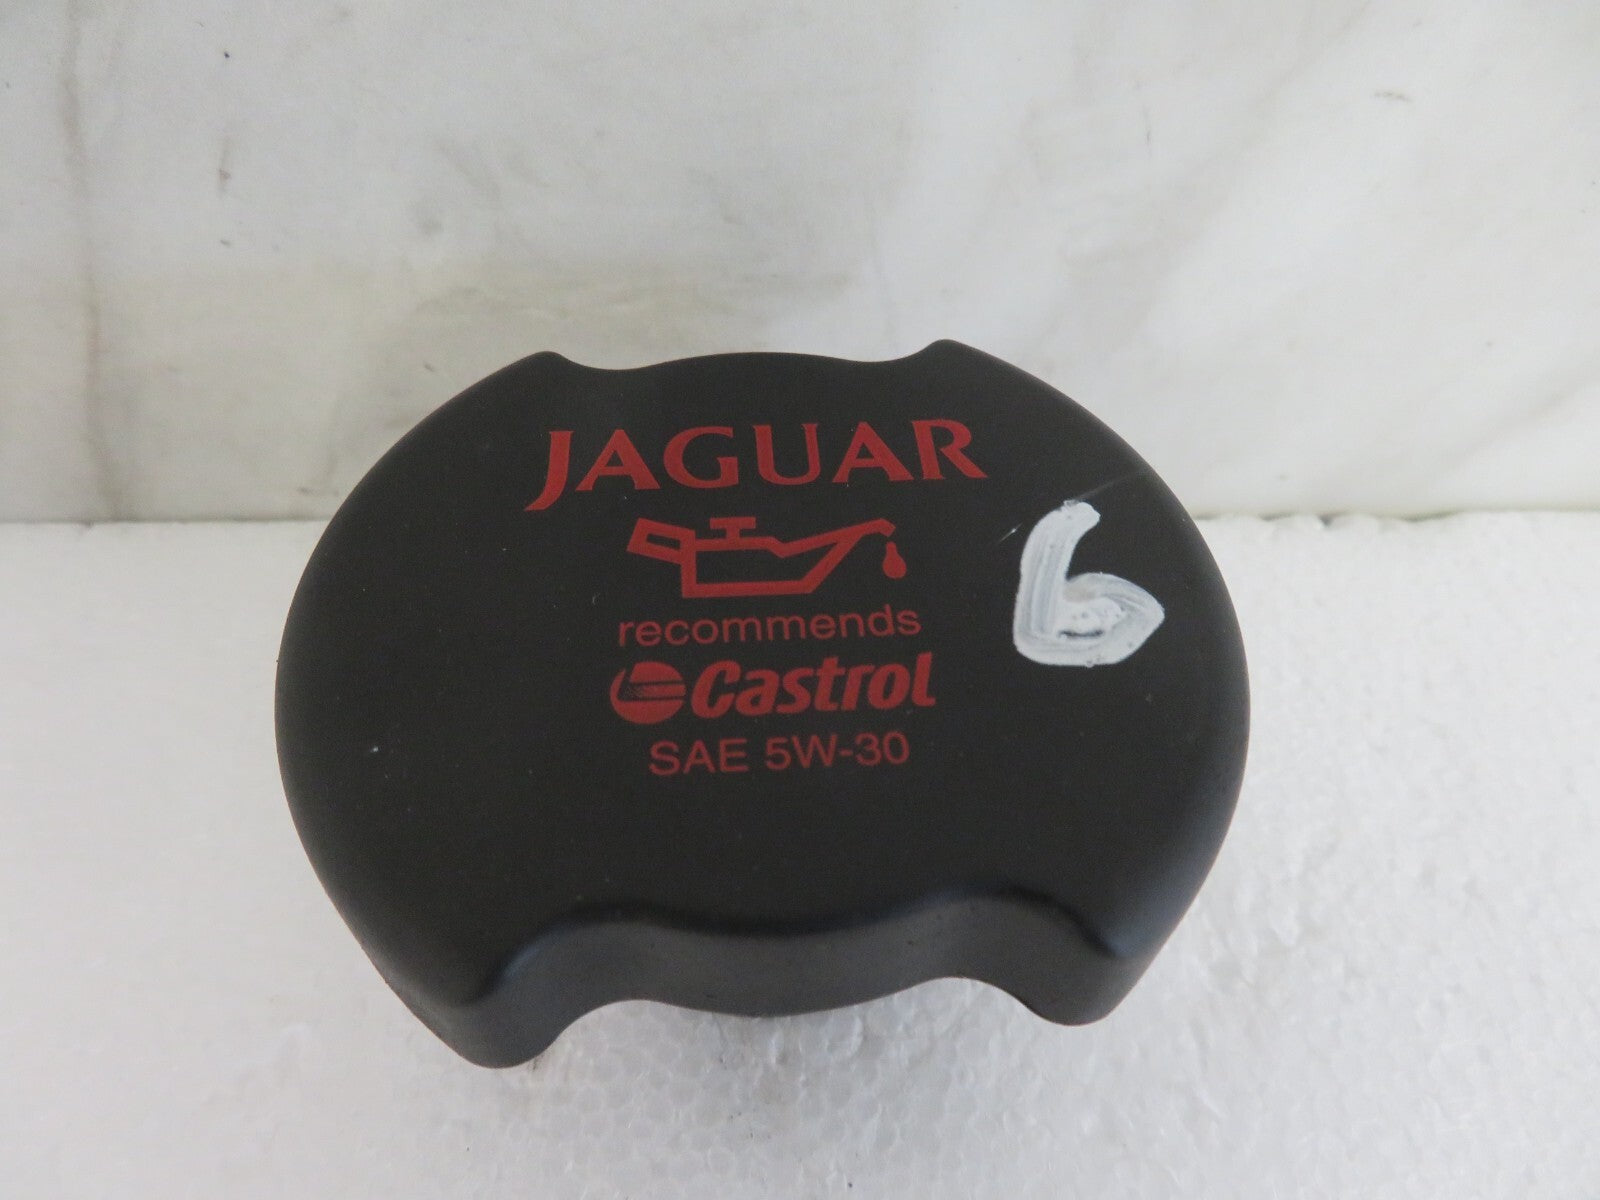 JAGUAR
6
recommends
Castrol
SAE 5W-30